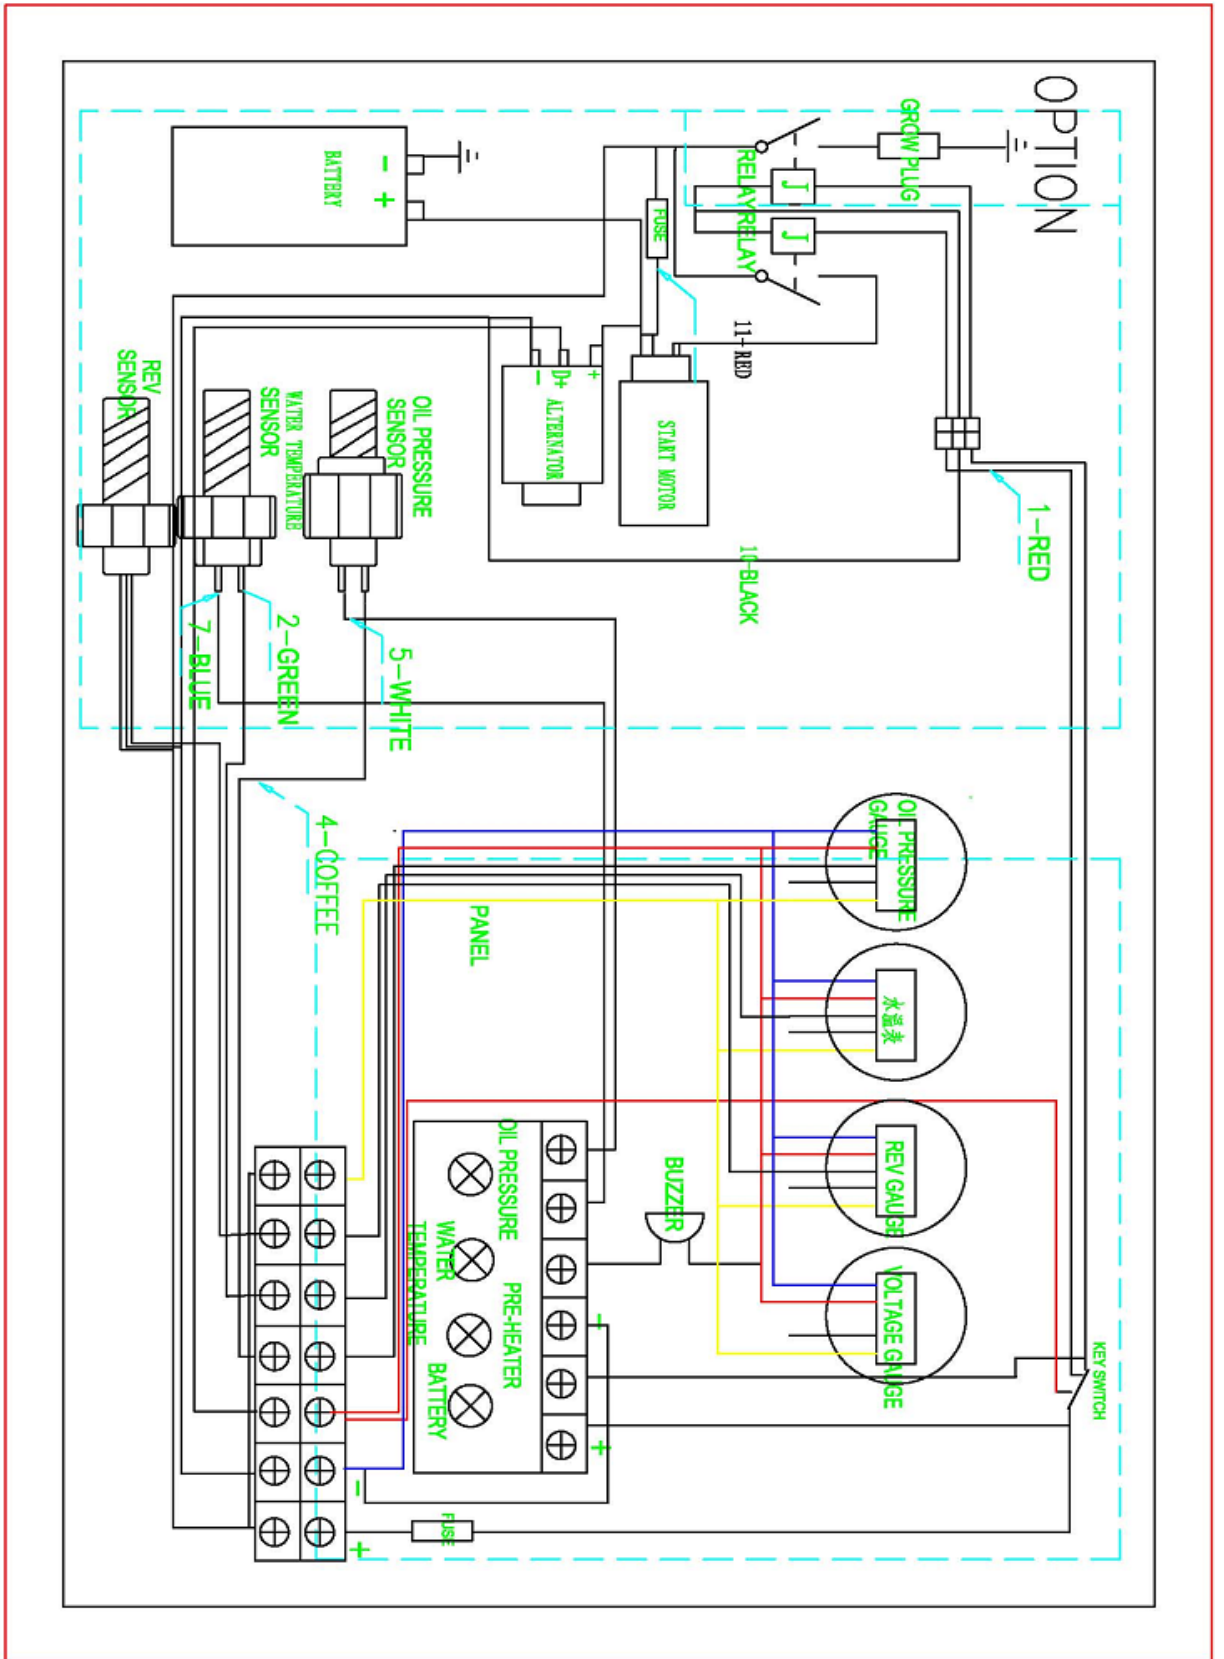 OPTION
GROW PLUG
RELAY
RELAY
J
J
FUSE
BATTERY
-
+
11-RED
START MOTOR
+
D+
-
ALTERNATOR
REV
SENSOR
WATER TEMPERATURE
SENSOR
OIL PRESSURE
SENSOR
1-RED
10-BLACK
7-BLUE
2-GREEN
5-WHITE
4-COFFEE
PANEL
OIL PRESSURE
GAUGE
水温表
REV GAUGE
VOLTAGE GAUGE
KEY SWITCH
BUZZER
OIL PRESSURE
WATER
TEMPERATURE
PRE-HEATER
BATTERY
-
+
-
+
FUSE